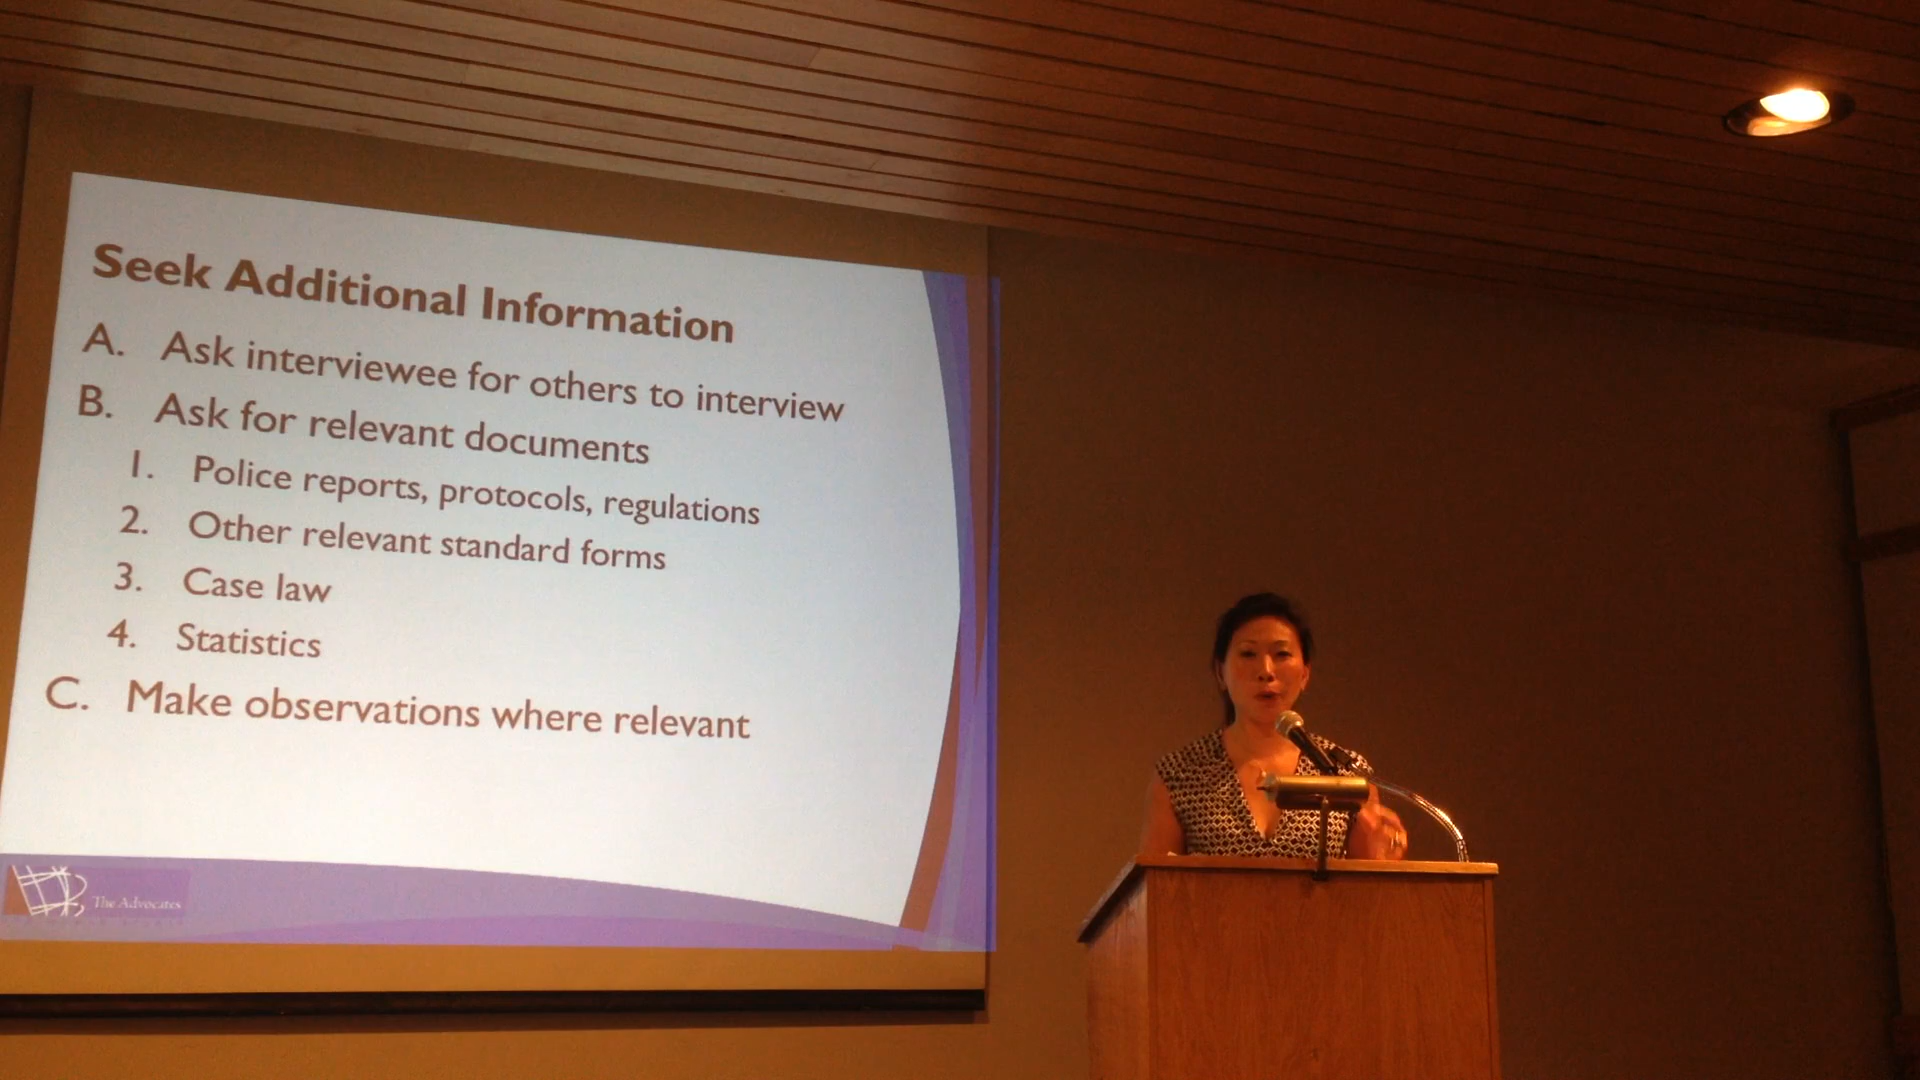 Seek Additional Information
A. Ask interviewee for others to interview
B. Ask for relevant documents
1. Police reports, protocols, regulations
2. Other relevant standard forms
3. Case law
4. Statistics
C. Make observations where relevant
The Advocates